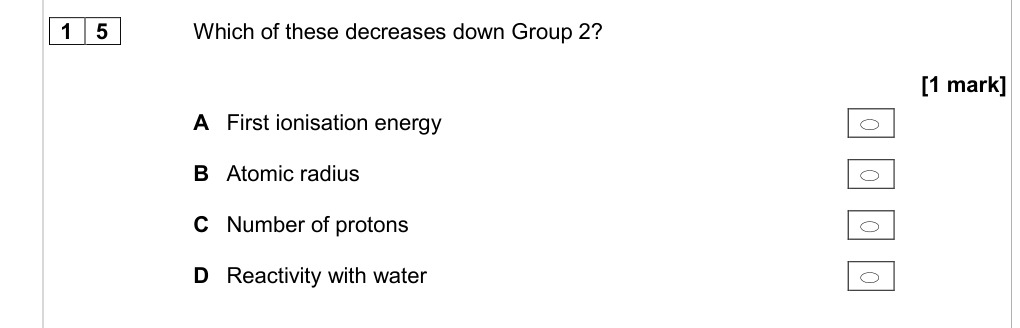 1 5 Which of these decreases down Group 2?
[1 mark]
A First ionisation energy
B Atomic radius
C Number of protons
D Reactivity with water